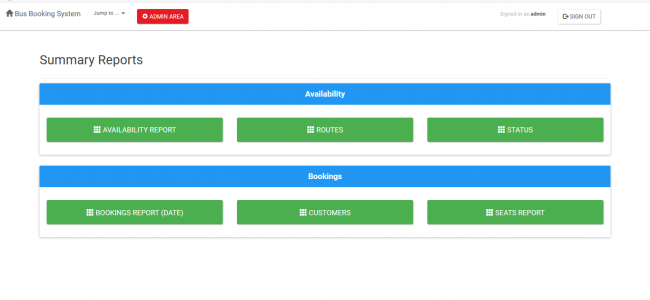 Bus Booking System
Jump to ...
ADMIN AREA
Signed in as admin
SIGN OUT
Summary Reports
Availability
AVAILABILITY REPORT
ROUTES
STATUS
Bookings
BOOKINGS REPORT (DATE)
CUSTOMERS
SEATS REPORT